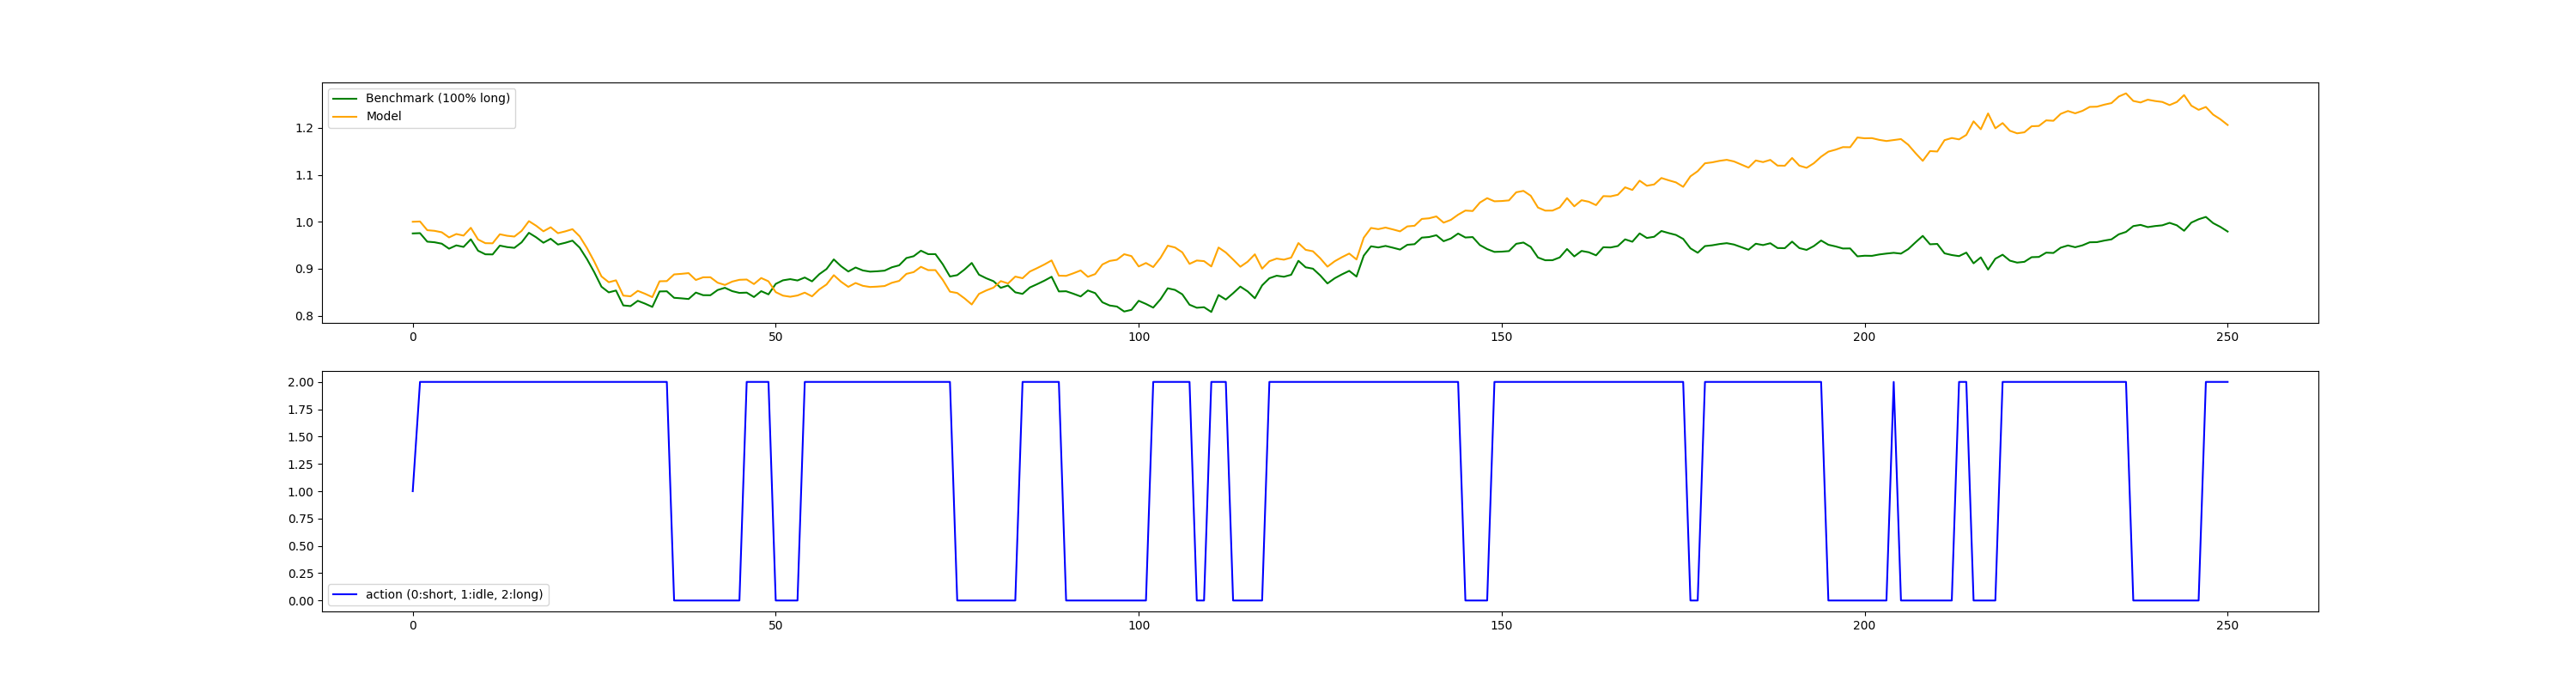 Benchmark (100% long)
Model
1.2
1.1
1.0
0.9
0.8
0 50 100 150 200 250
2.00
1.75
1.50
1.25
1.00
0.75
0.50
0.25
0.00
action (0:short, 1:idle, 2:long)
0 50 100 150 200 250